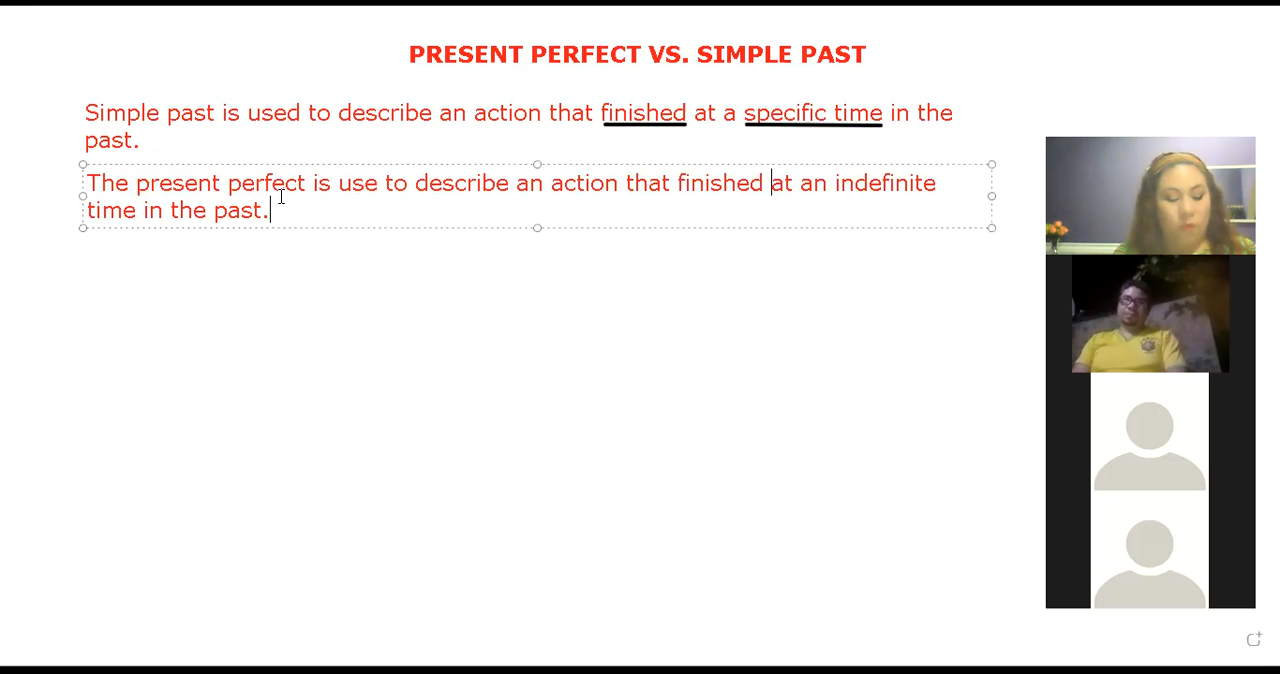 PRESENT PERFECT VS. SIMPLE PAST
Simple past is used to describe an action that finished at a specific time in the
past.
The present perfect is use to describe an action that finished at an indefinite
time in the past.